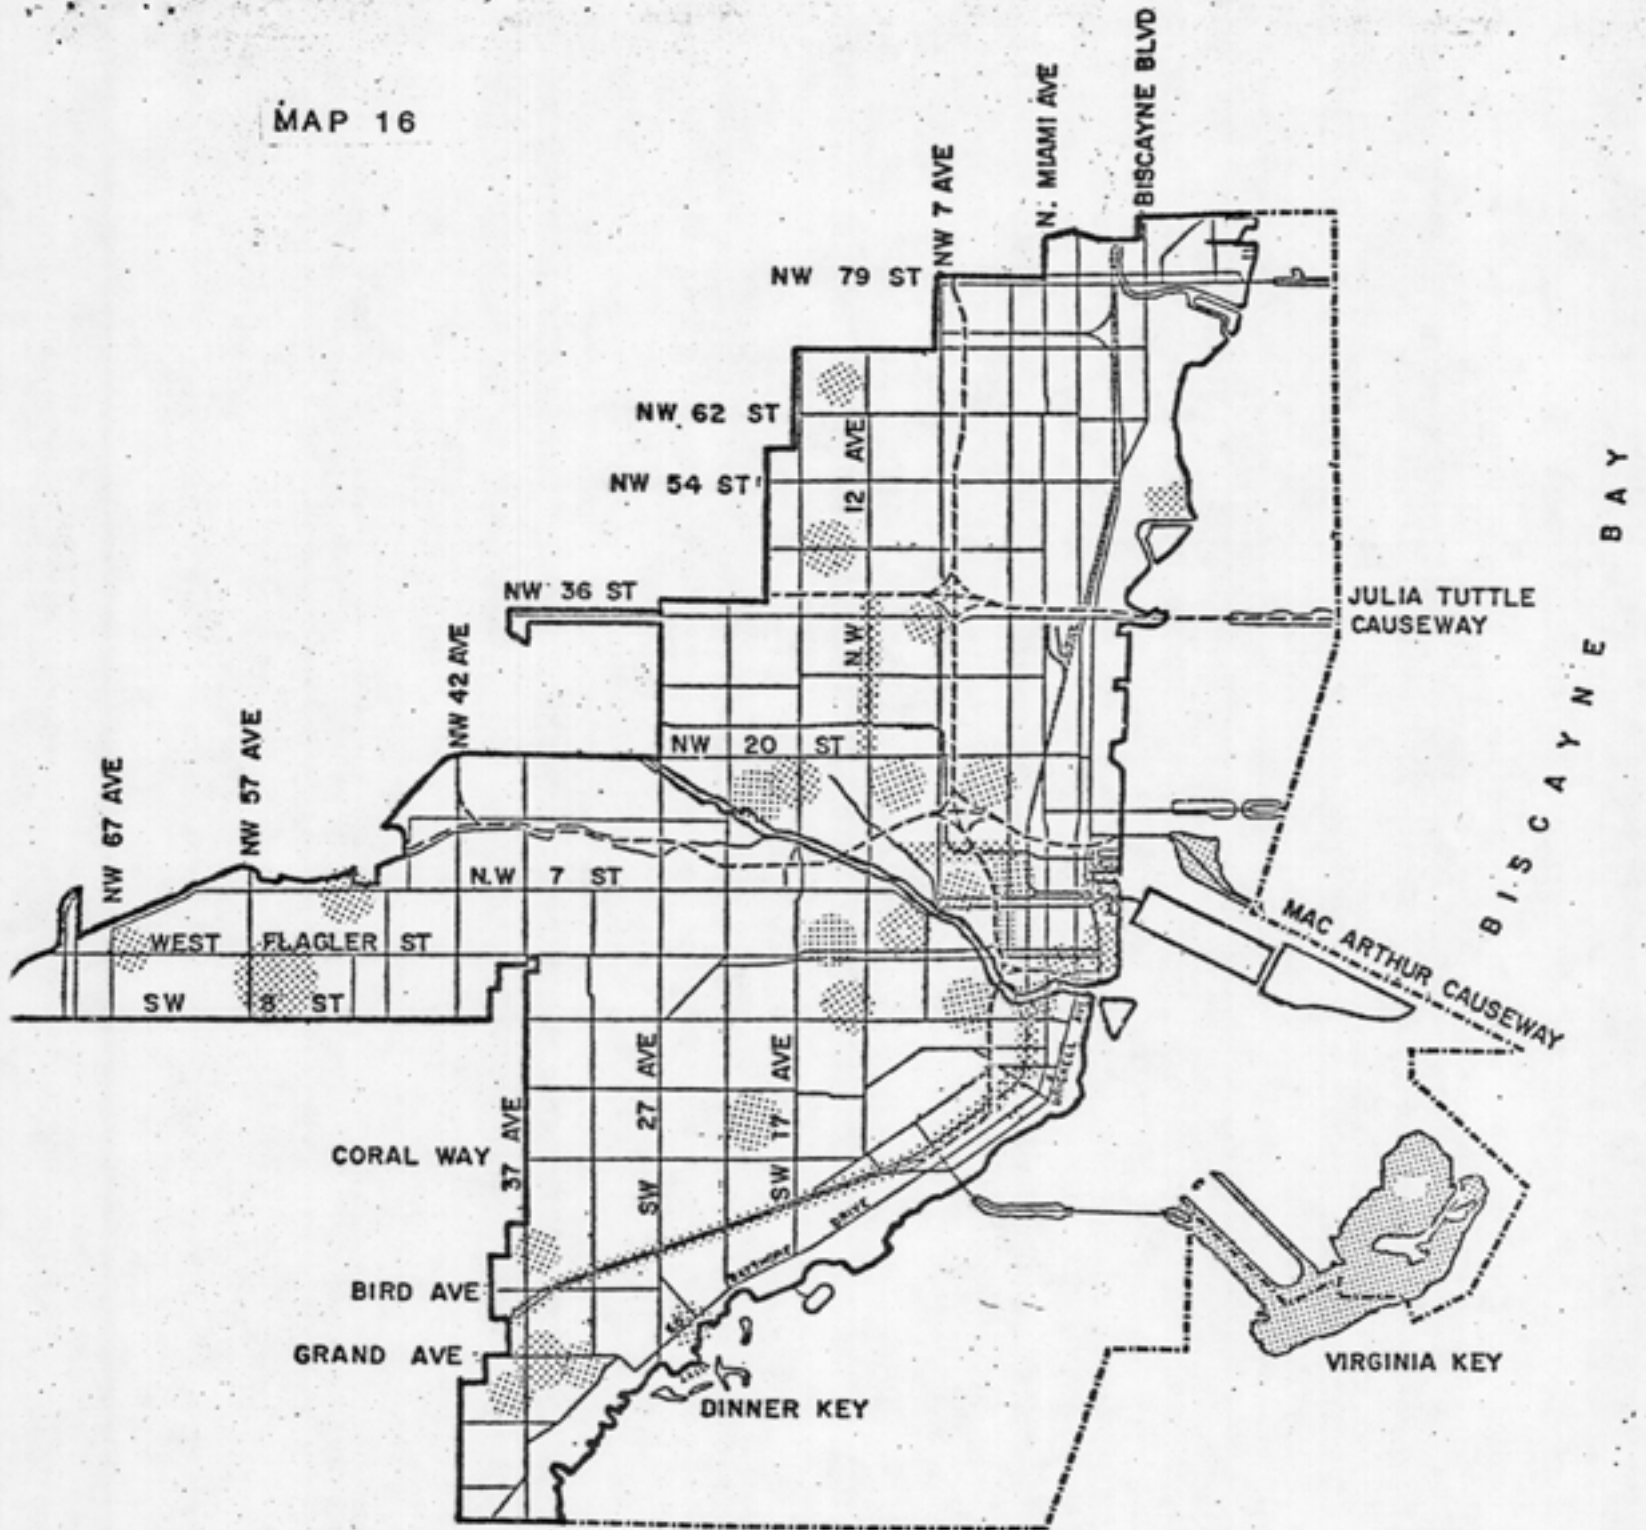 MAP 16
BISCAYNE BLVD
N. MIAMI AVE
NW 7 AVE
NW 79 ST
NW 62 ST
12 AVE
N.W
NW 54 ST
NW 36 ST
JULIA TUTTLE
CAUSEWAY
BISCAYNE BAY
NW 42 AVE
NW 57 AVE
NW 67 AVE
NW 20 ST
N.W 7 ST
WEST FLAGLER ST
SW 8 ST
MAC ARTHUR CAUSEWAY
SW 27 AVE
SW 17 AVE
37 AVE
BRICKELL
CORAL WAY
BAYSHORE DRIVE
BIRD AVE
GRAND AVE
DINNER KEY
VIRGINIA KEY